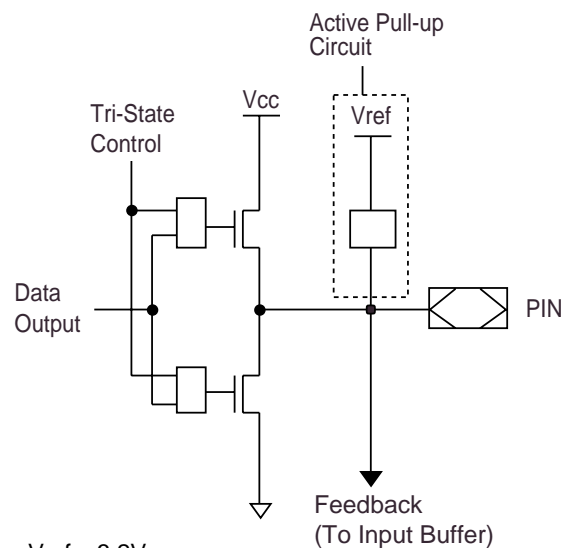 Active Pull-up
Circuit
Vcc
Vref
Tri-State
Control
Data
Output
PIN
Feedback
(To Input Buffer)